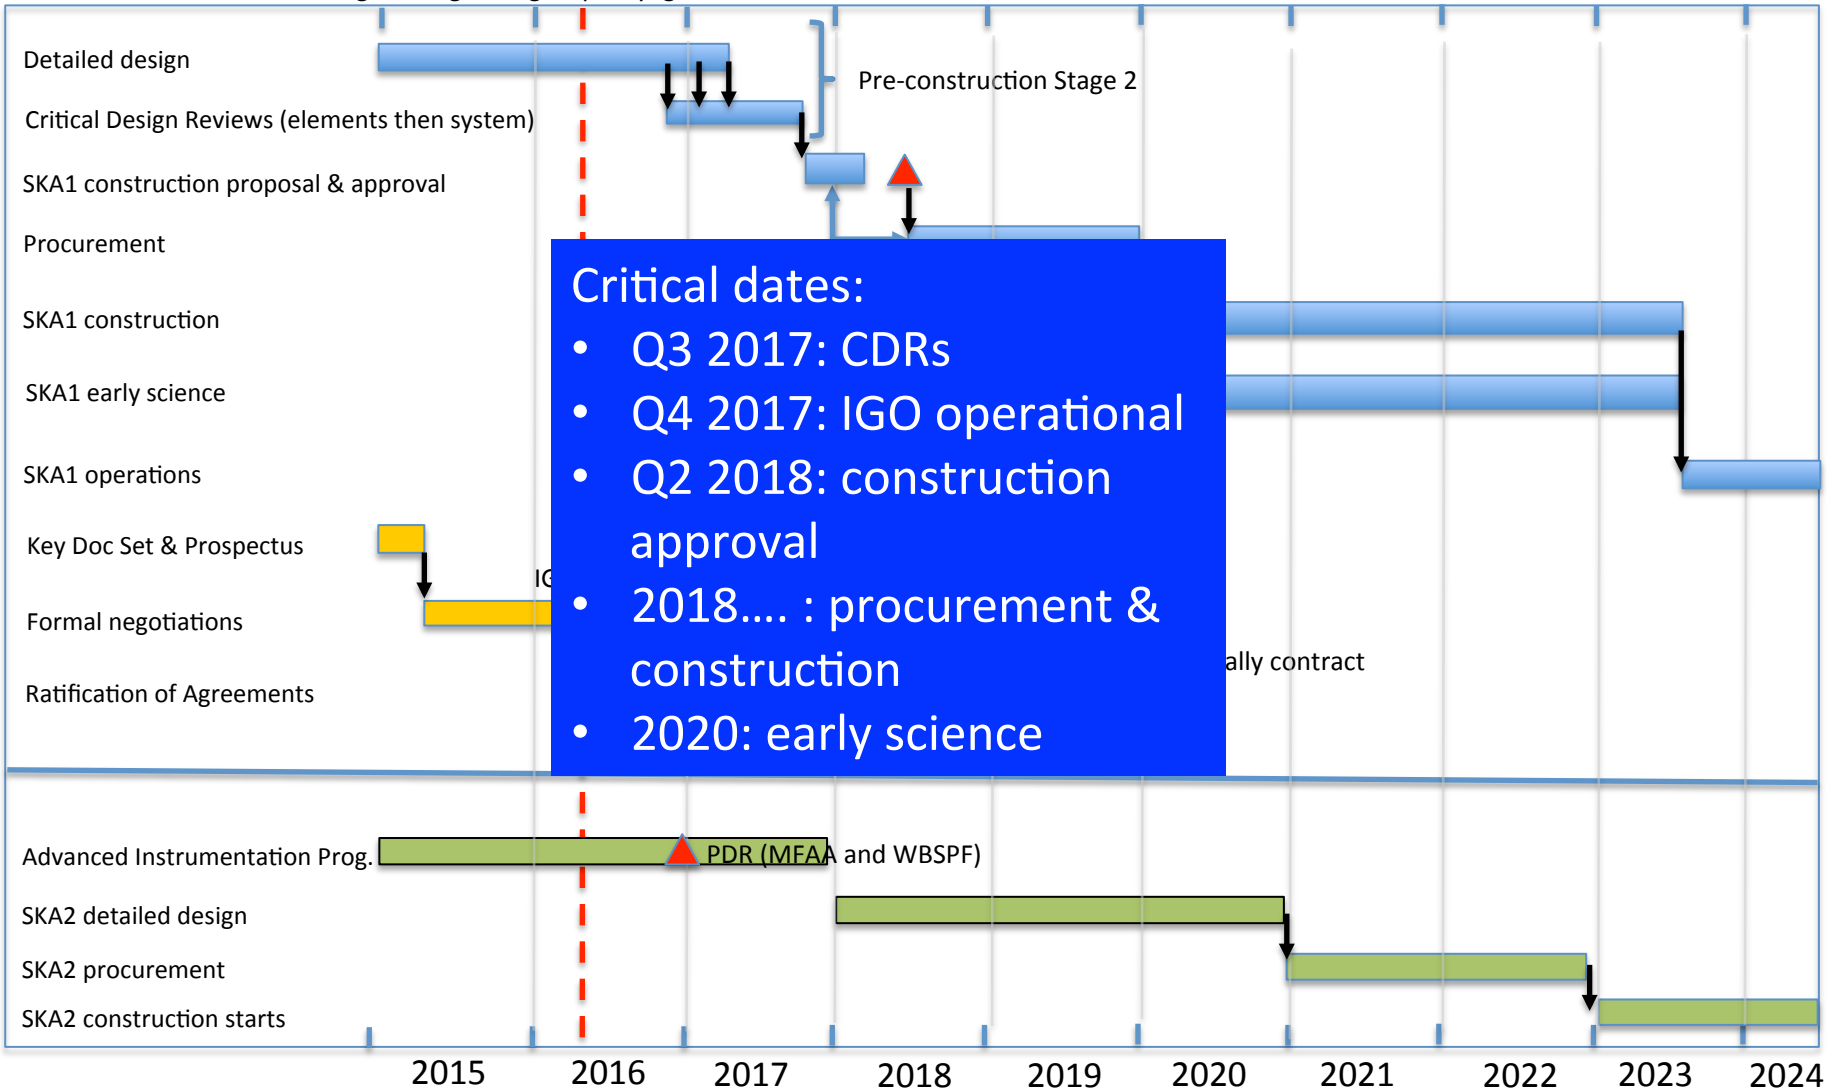 Detailed design
Pre-construction Stage 2
Critical Design Reviews (elements then system)
SKA1 construction proposal & approval
Procurement
SKA1 construction
SKA1 early science
SKA1 operations
Key Doc Set & Prospectus
Formal negotiations
Ratification of Agreements
Critical dates:
• Q3 2017: CDRs
• Q4 2017: IGO operational
• Q2 2018: construction
approval
• 2018.... : procurement &
construction
• 2020: early science
ally contract
Advanced Instrumentation Prog.
PDR (MFAA and WBSPF)
SKA2 detailed design
SKA2 procurement
SKA2 construction starts
2015 2016 2017 2018 2019 2020 2021 2022 2023 2024